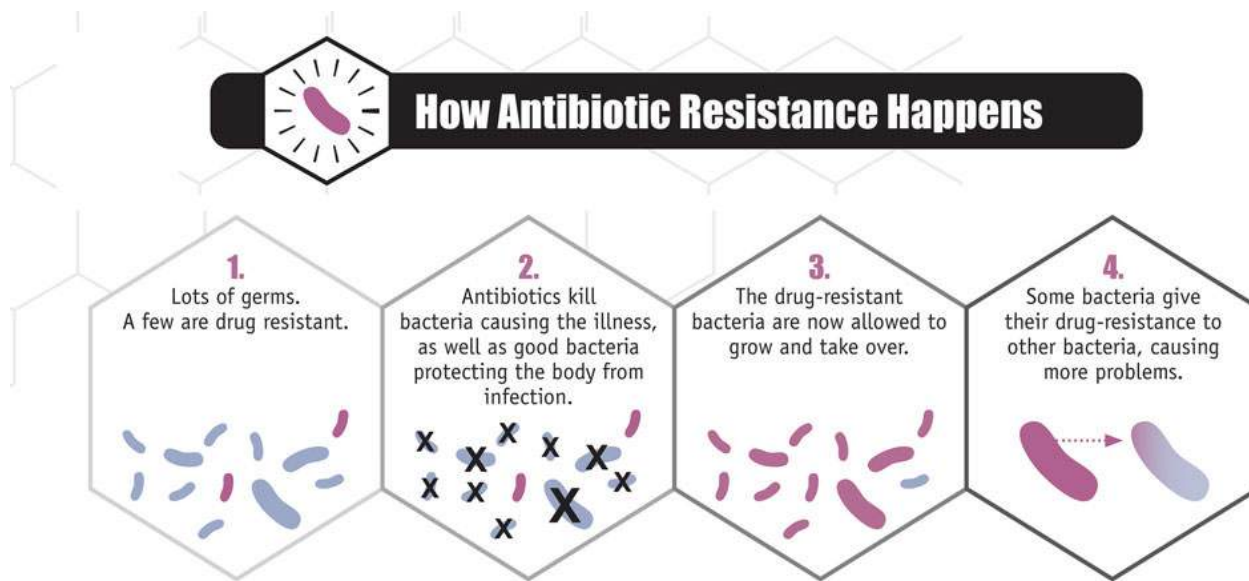 How Antibiotic Resistance Happens
1.
Lots of germs.
A few are drug resistant.
2.
Antibiotics kill
bacteria causing the illness,
as well as good bacteria
protecting the body from
infection.
X X X X X X X X X X
3.
The drug-resistant
bacteria are now allowed to
grow and take over.
4.
Some bacteria give
their drug-resistance to
other bacteria, causing
more problems.